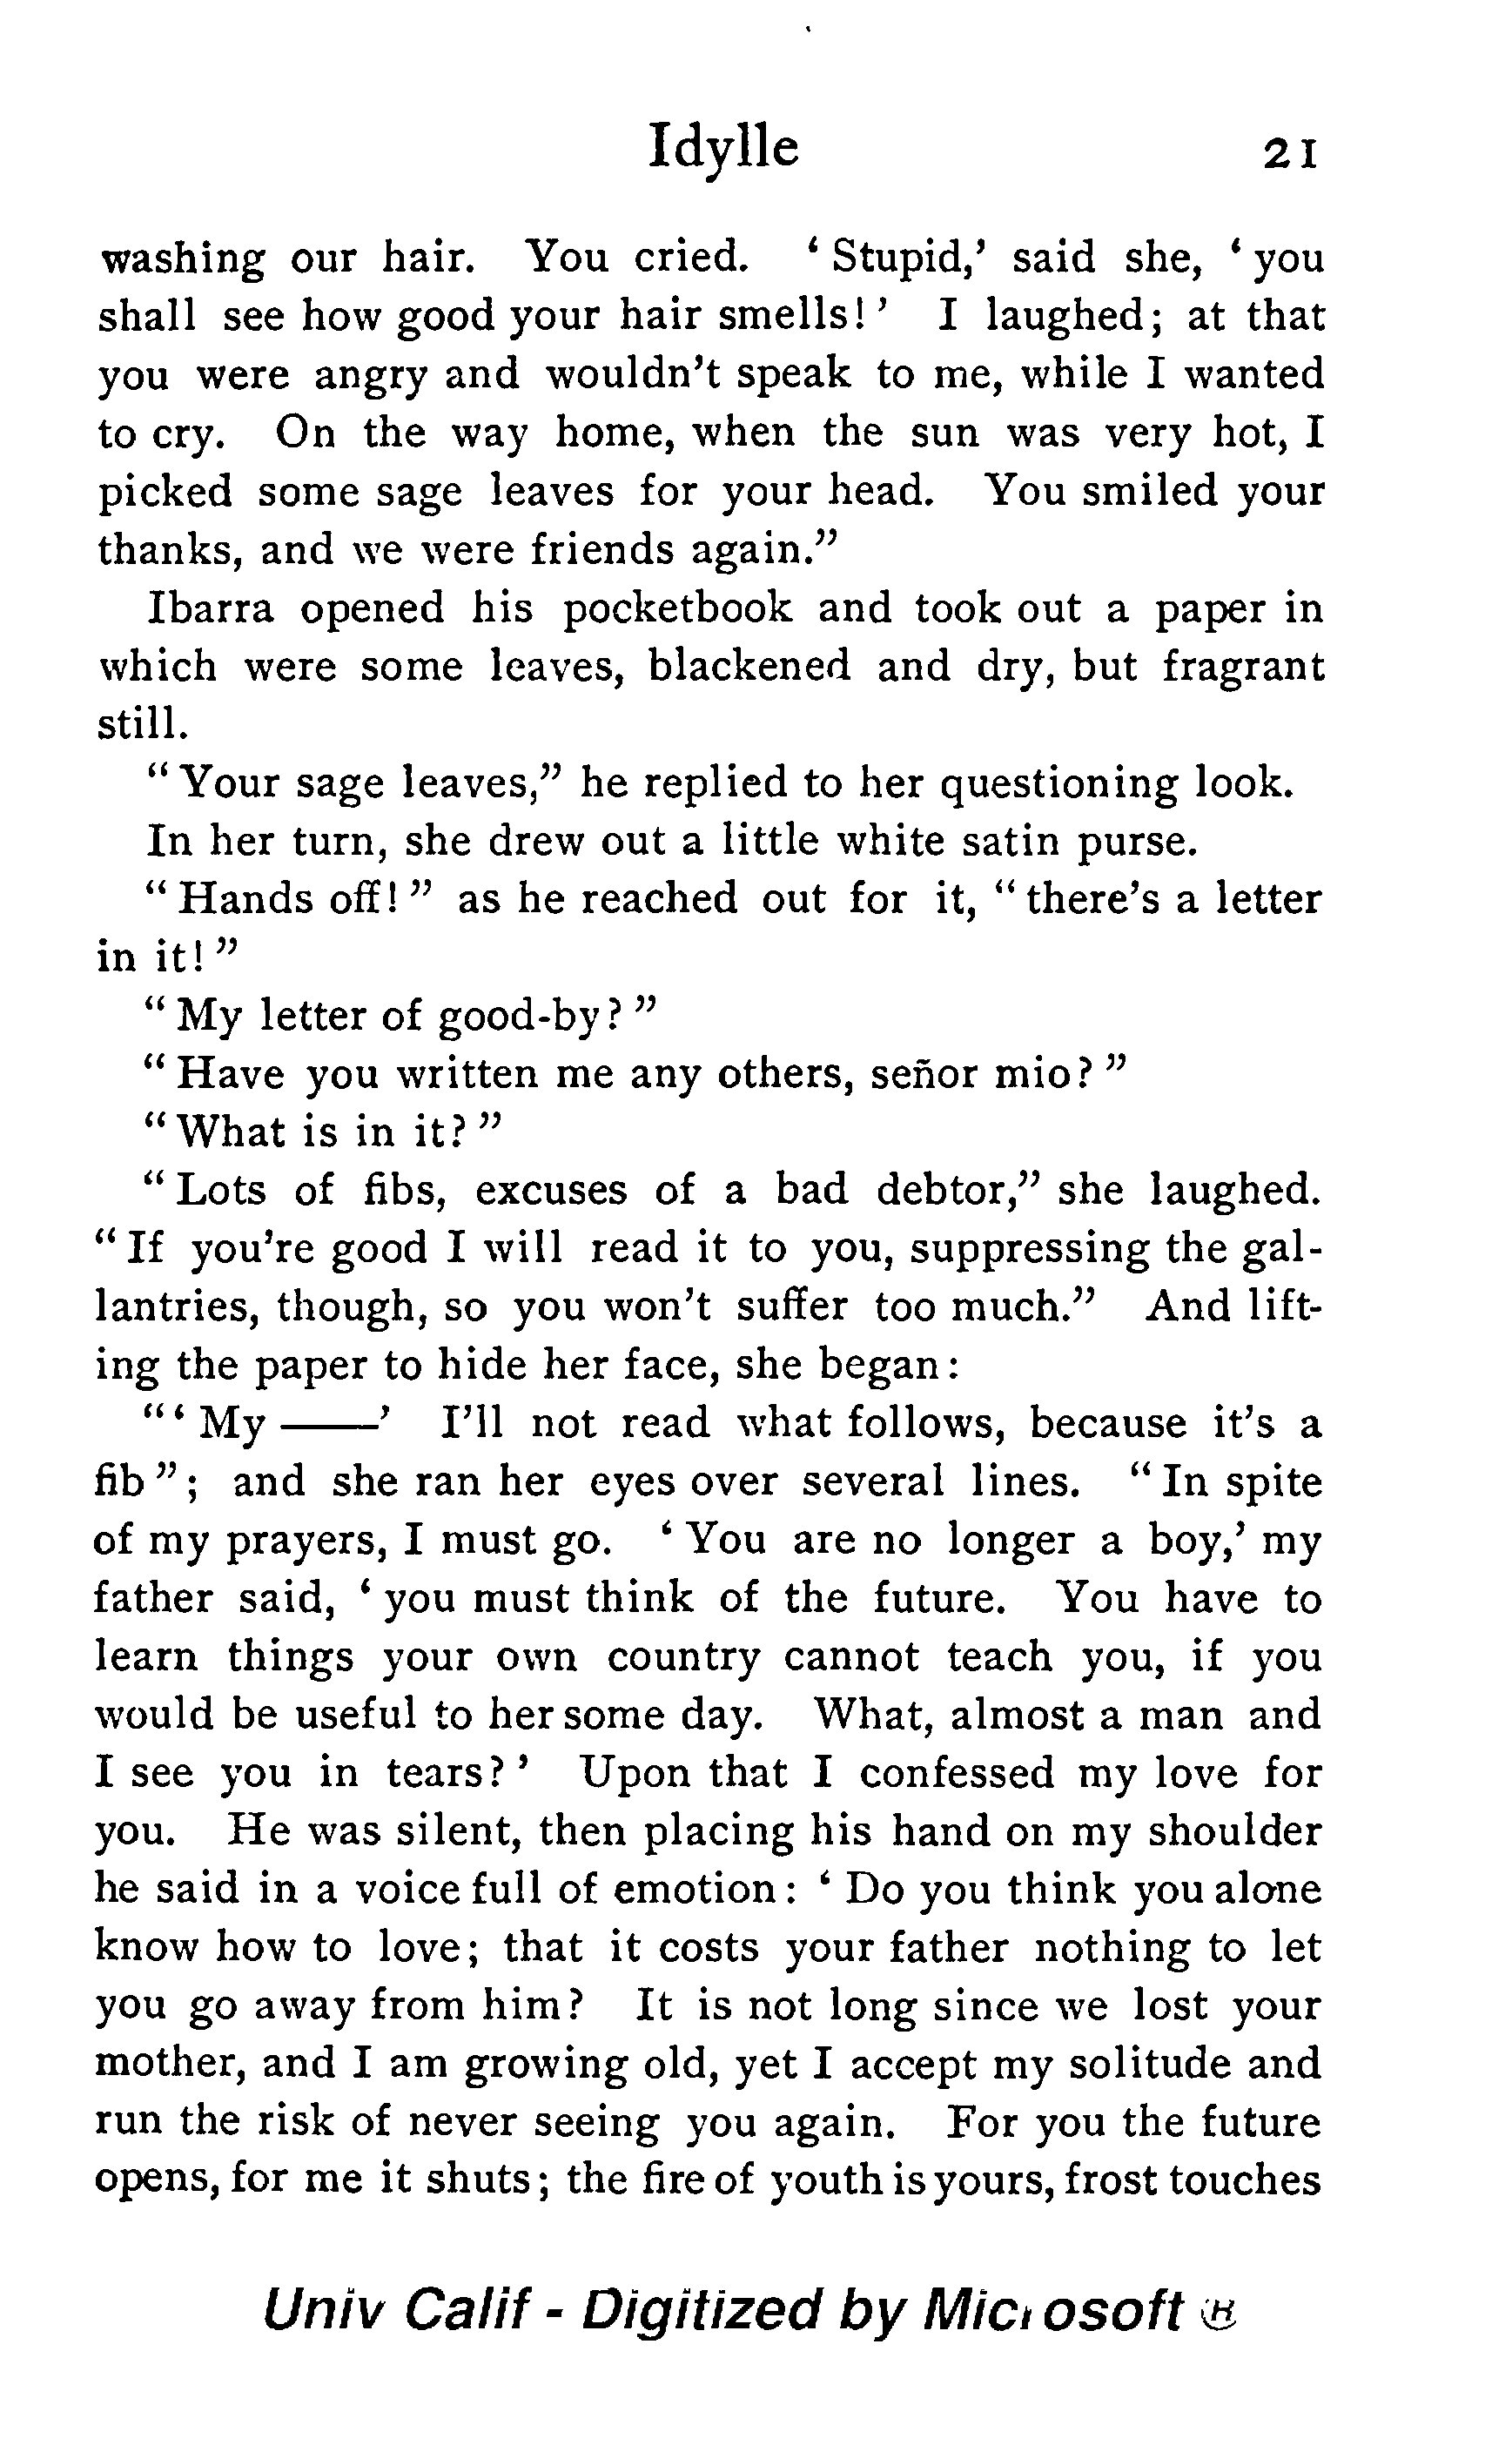 Idylle 21
washing our hair. You cried. ‘Stupid,’ said she, ‘you
shall see how good your hair smells!’ I laughed; at that
you were angry and wouldn’t speak to me, while I wanted
to cry. On the way home, when the sun was very hot, I
picked some sage leaves for your head. You smiled your
thanks, and we were friends again.”
Ibarra opened his pocketbook and took out a paper in
which were some leaves, blackened and dry, but fragrant
still.
“Your sage leaves,” he replied to her questioning look.
In her turn, she drew out a little white satin purse.
“Hands off!” as he reached out for it, “there’s a letter
in it!”
“My letter of good-by?”
“Have you written me any others, señor mio?”
“What is in it?”
“Lots of fibs, excuses of a bad debtor,” she laughed.
“If you’re good I will read it to you, suppressing the gal-
lantries, though, so you won’t suffer too much.” And lift-
ing the paper to hide her face, she began:
“‘My ——’ I’ll not read what follows, because it’s a
fib”; and she ran her eyes over several lines. “In spite
of my prayers, I must go. ‘You are no longer a boy,’ my
father said, ‘you must think of the future. You have to
learn things your own country cannot teach you, if you
would be useful to her some day. What, almost a man and
I see you in tears?’ Upon that I confessed my love for
you. He was silent, then placing his hand on my shoulder
he said in a voice full of emotion: ‘Do you think you alone
know how to love; that it costs your father nothing to let
you go away from him? It is not long since we lost your
mother, and I am growing old, yet I accept my solitude and
run the risk of never seeing you again. For you the future
opens, for me it shuts; the fire of youth is yours, frost touches
Univ Calif - Digitized by Microsoft ®